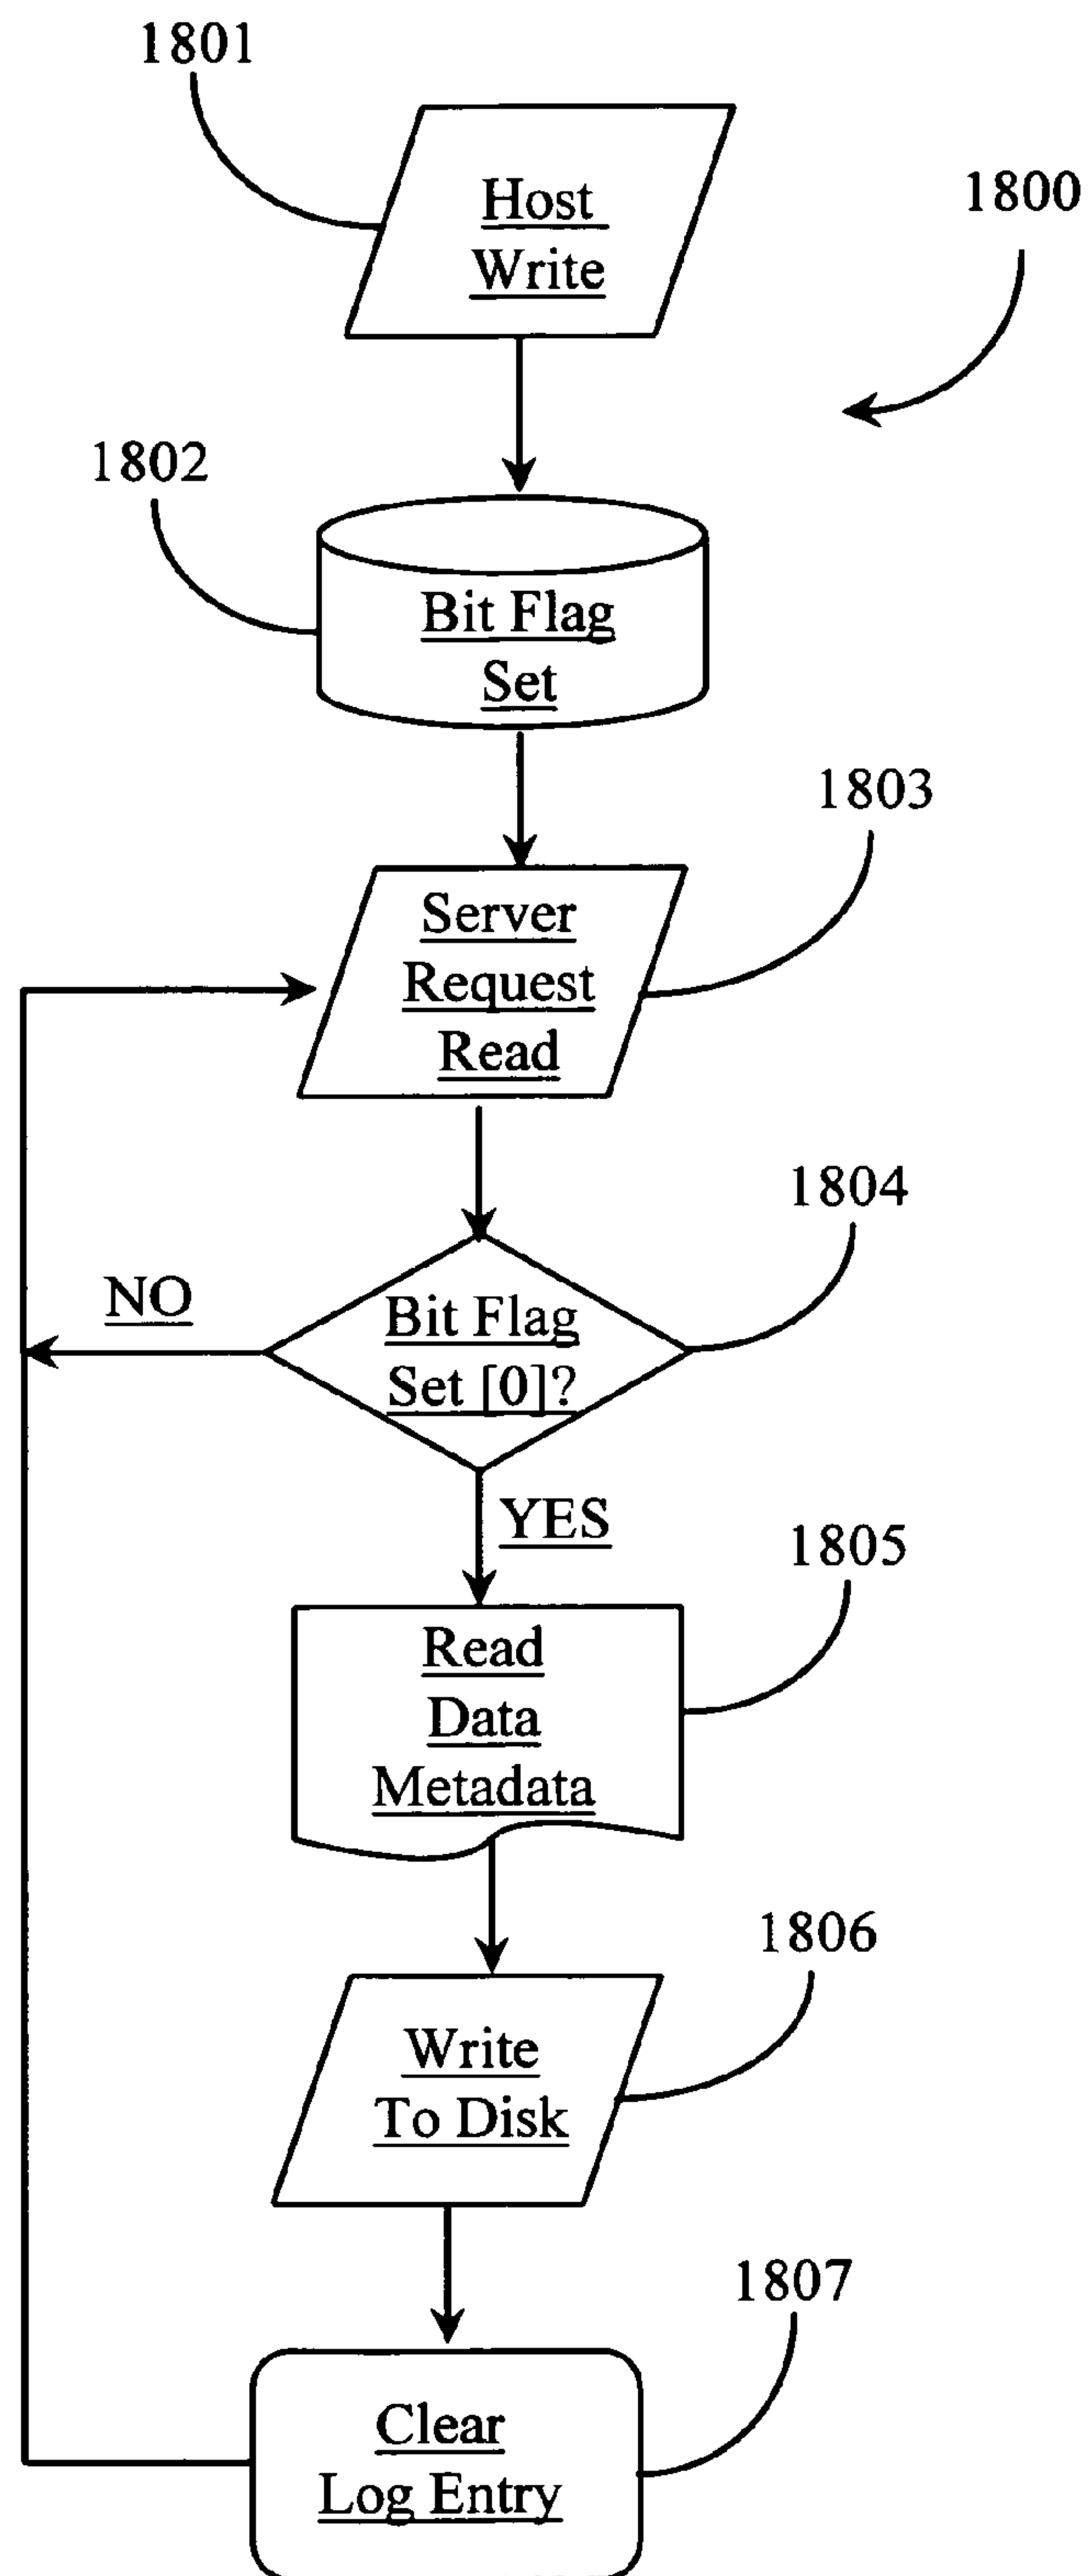 1801
Host
Write
1800
1802
Bit Flag
Set
1803
Server
Request
Read
1804
NO
Bit Flag
Set [0]?
YES
1805
Read
Data
Metadata
1806
Write
To Disk
1807
Clear
Log Entry